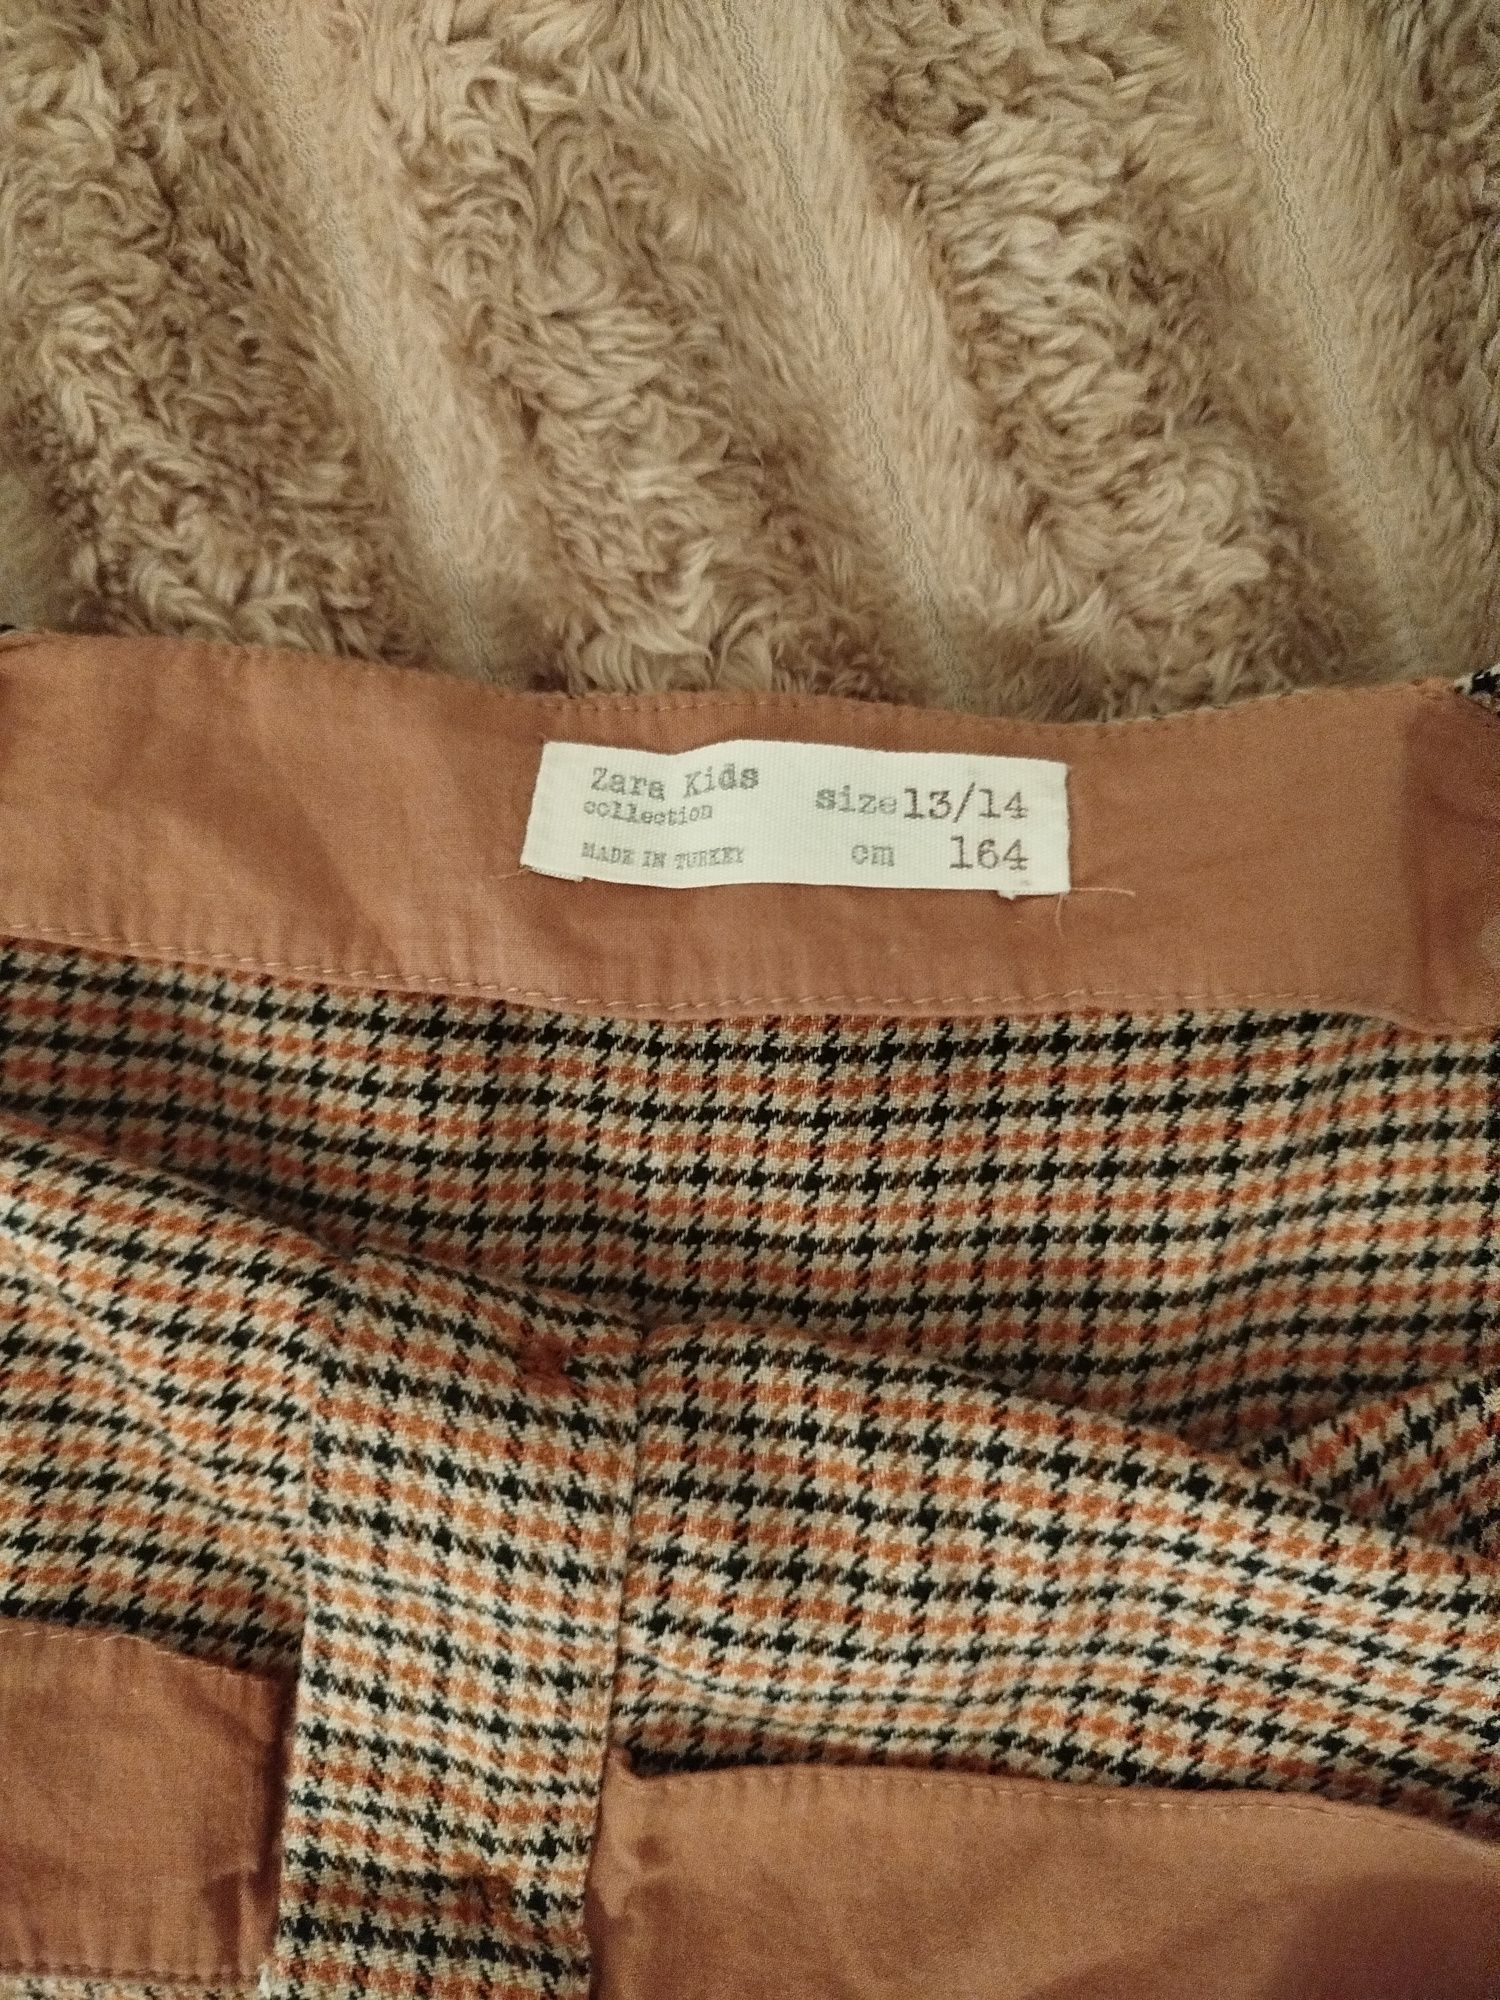 Zara Kids
collection
MADE IN TURKEY
size 13/14
cm 164